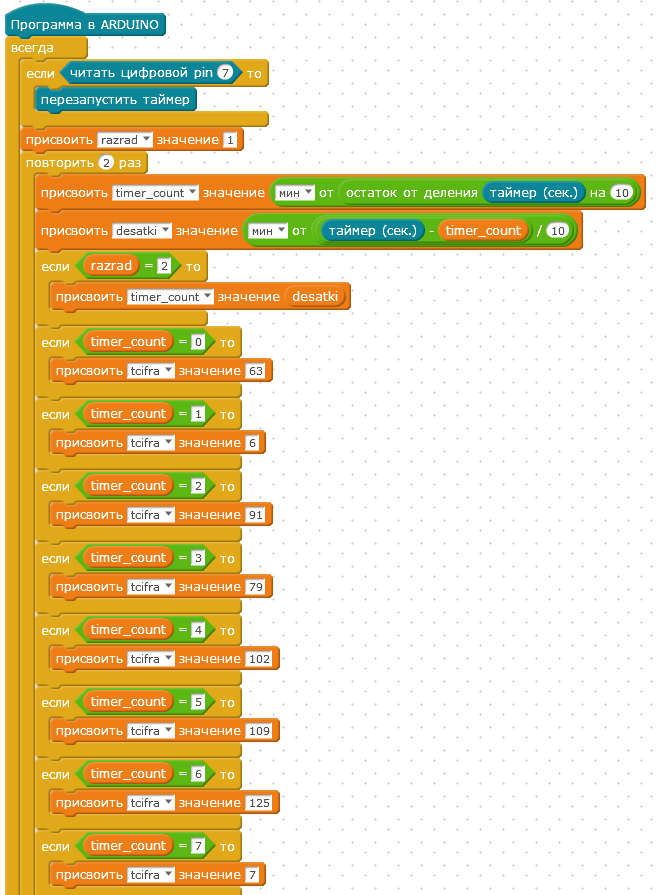 Программа в ARDUINO
всегда
если читать цифровой pin 7 то
перезапустить таймер
присвоить razrad значение 1
повторить 2 раз
присвоить timer_count значение мин от остаток от деления таймер (сек.) на 10
присвоить desatki значение мин от таймер (сек.) - timer_count / 10
если razrad = 2 то
присвоить timer_count значение desatki
если timer_count = 0 то
присвоить tcifra значение 63
если timer_count = 1 то
присвоить tcifra значение 6
если timer_count = 2 то
присвоить tcifra значение 91
если timer_count = 3 то
присвоить tcifra значение 79
если timer_count = 4 то
присвоить tcifra значение 102
если timer_count = 5 то
присвоить tcifra значение 109
если timer_count = 6 то
присвоить tcifra значение 125
если timer_count = 7 то
присвоить tcifra значение 7